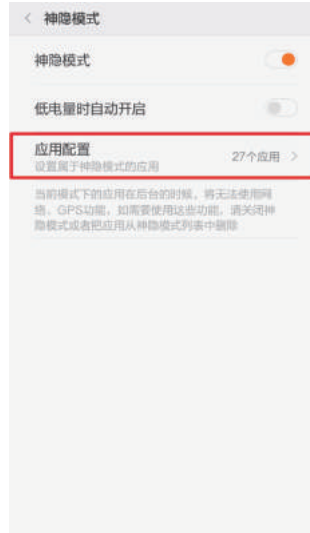 神隐模式
神隐模式
低电量时自动开启
应用配置
设置属于神隐模式的应用
27个应用
当前模式下的应用在后台的时候，将无法使用网
络、GPS功能，如需要使用这些功能，请关闭神
隐模式或者把应用从神隐模式列表中删除